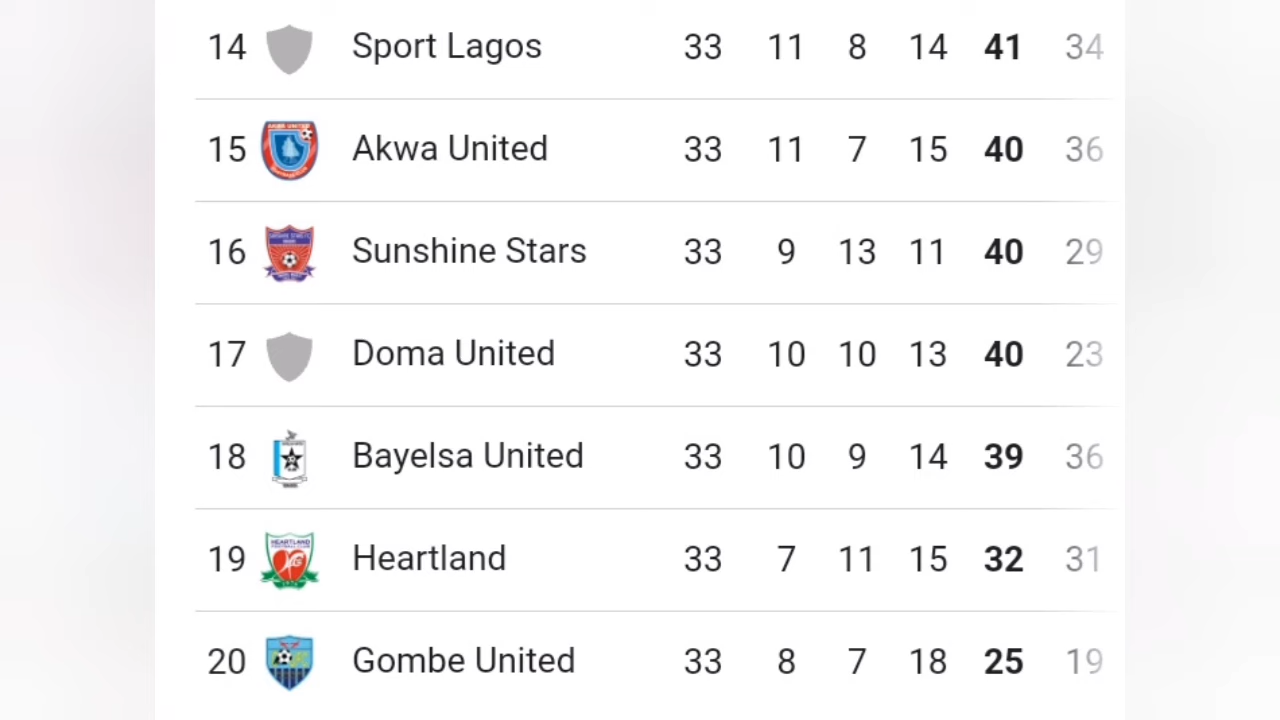 14 Sport Lagos 33 11 8 14 41 34
15 Akwa United 33 11 7 15 40 36
16 Sunshine Stars 33 9 13 11 40 29
17 Doma United 33 10 10 13 40 23
18 Bayelsa United 33 10 9 14 39 36
19 HEARTLAND Heartland 33 7 11 15 32 31
20 Gombe United 33 8 7 18 25 19